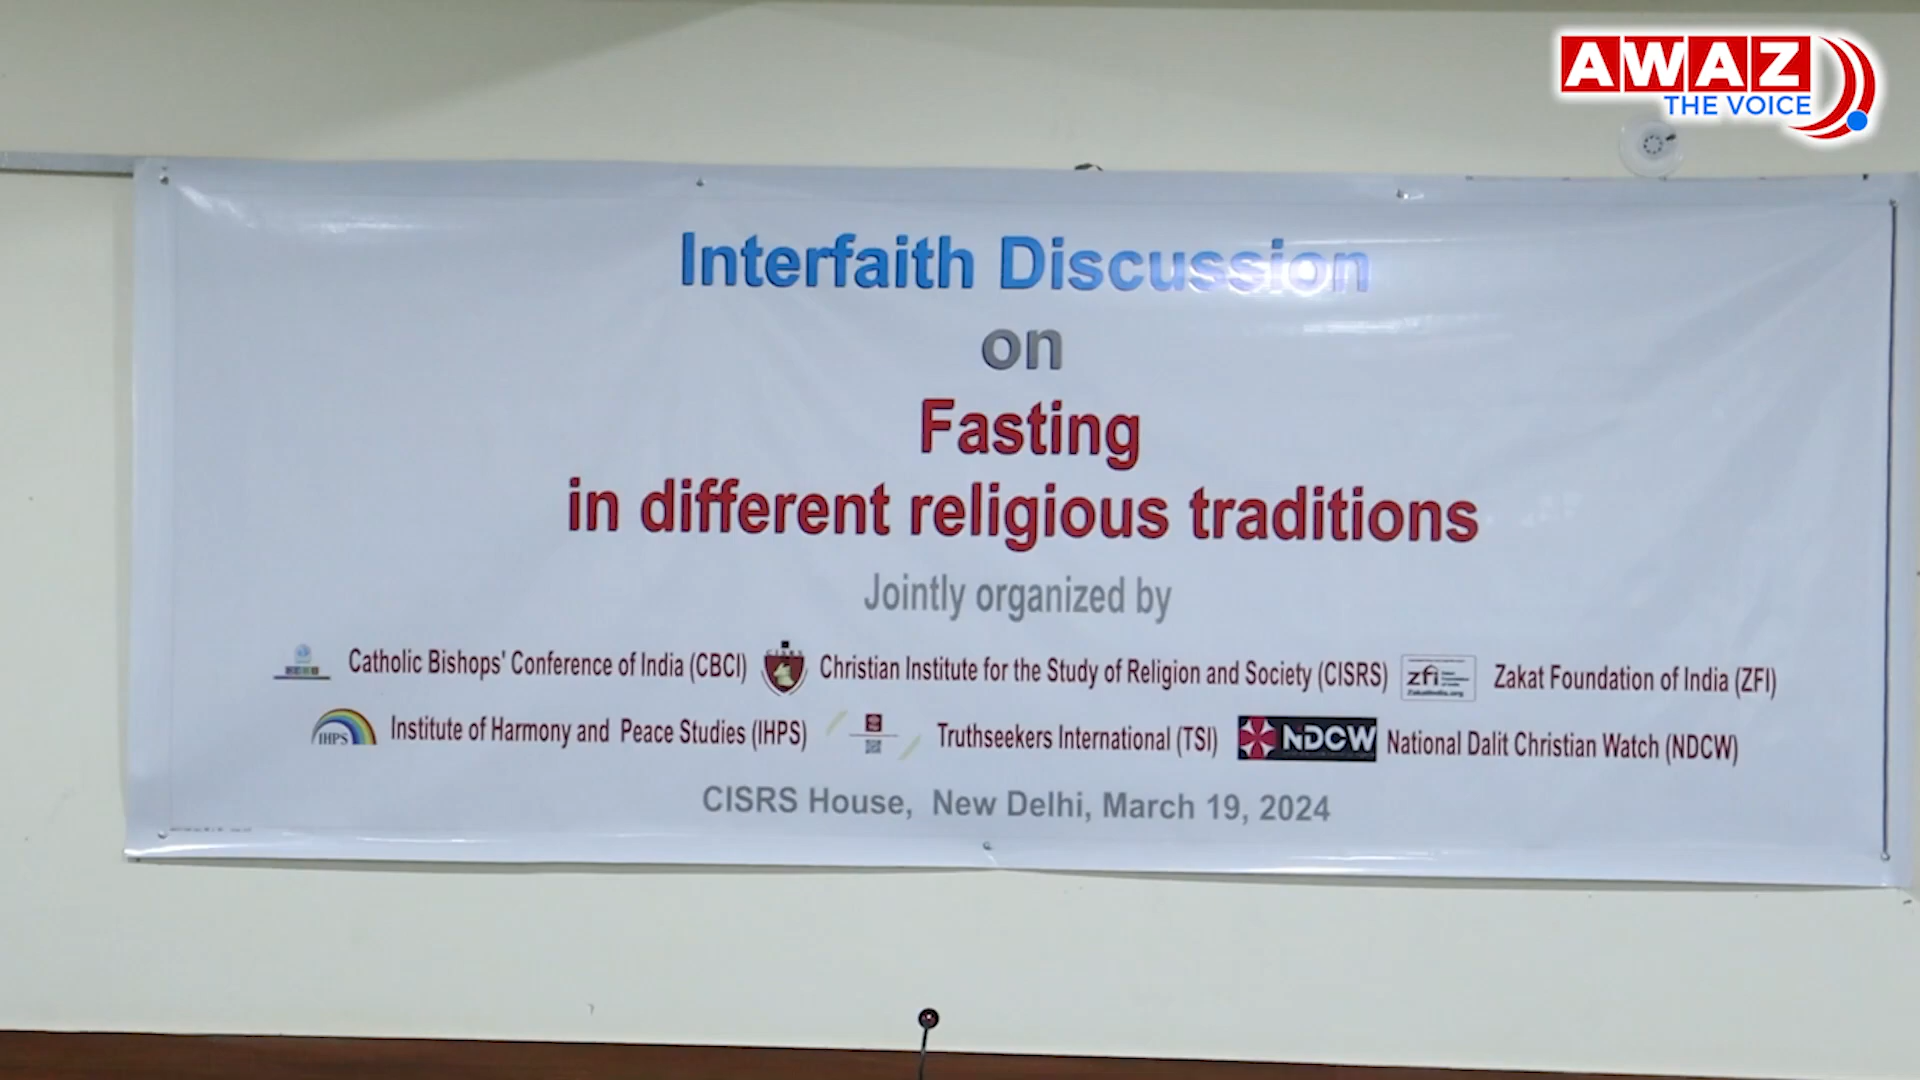 AWAZ
THE VOICE
Interfaith Discussion
on
Fasting
in different religious traditions
Jointly organized by
Catholic Bishops' Conference of India (CBCI) CISRS Christian Institute for the Study of Religion and Society (CISRS) zfi Zakat Foundation of India (ZFI)
IHPS Institute of Harmony and Peace Studies (IHPS) Truthseekers International (TSI) NDCW National Dalit Christian Watch (NDCW)
CISRS House, New Delhi, March 19, 2024